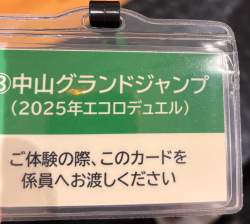 ③中山グランドジャンプ
（2025年エコロデュエル）
ご体験の際、このカードを
係員へお渡しください